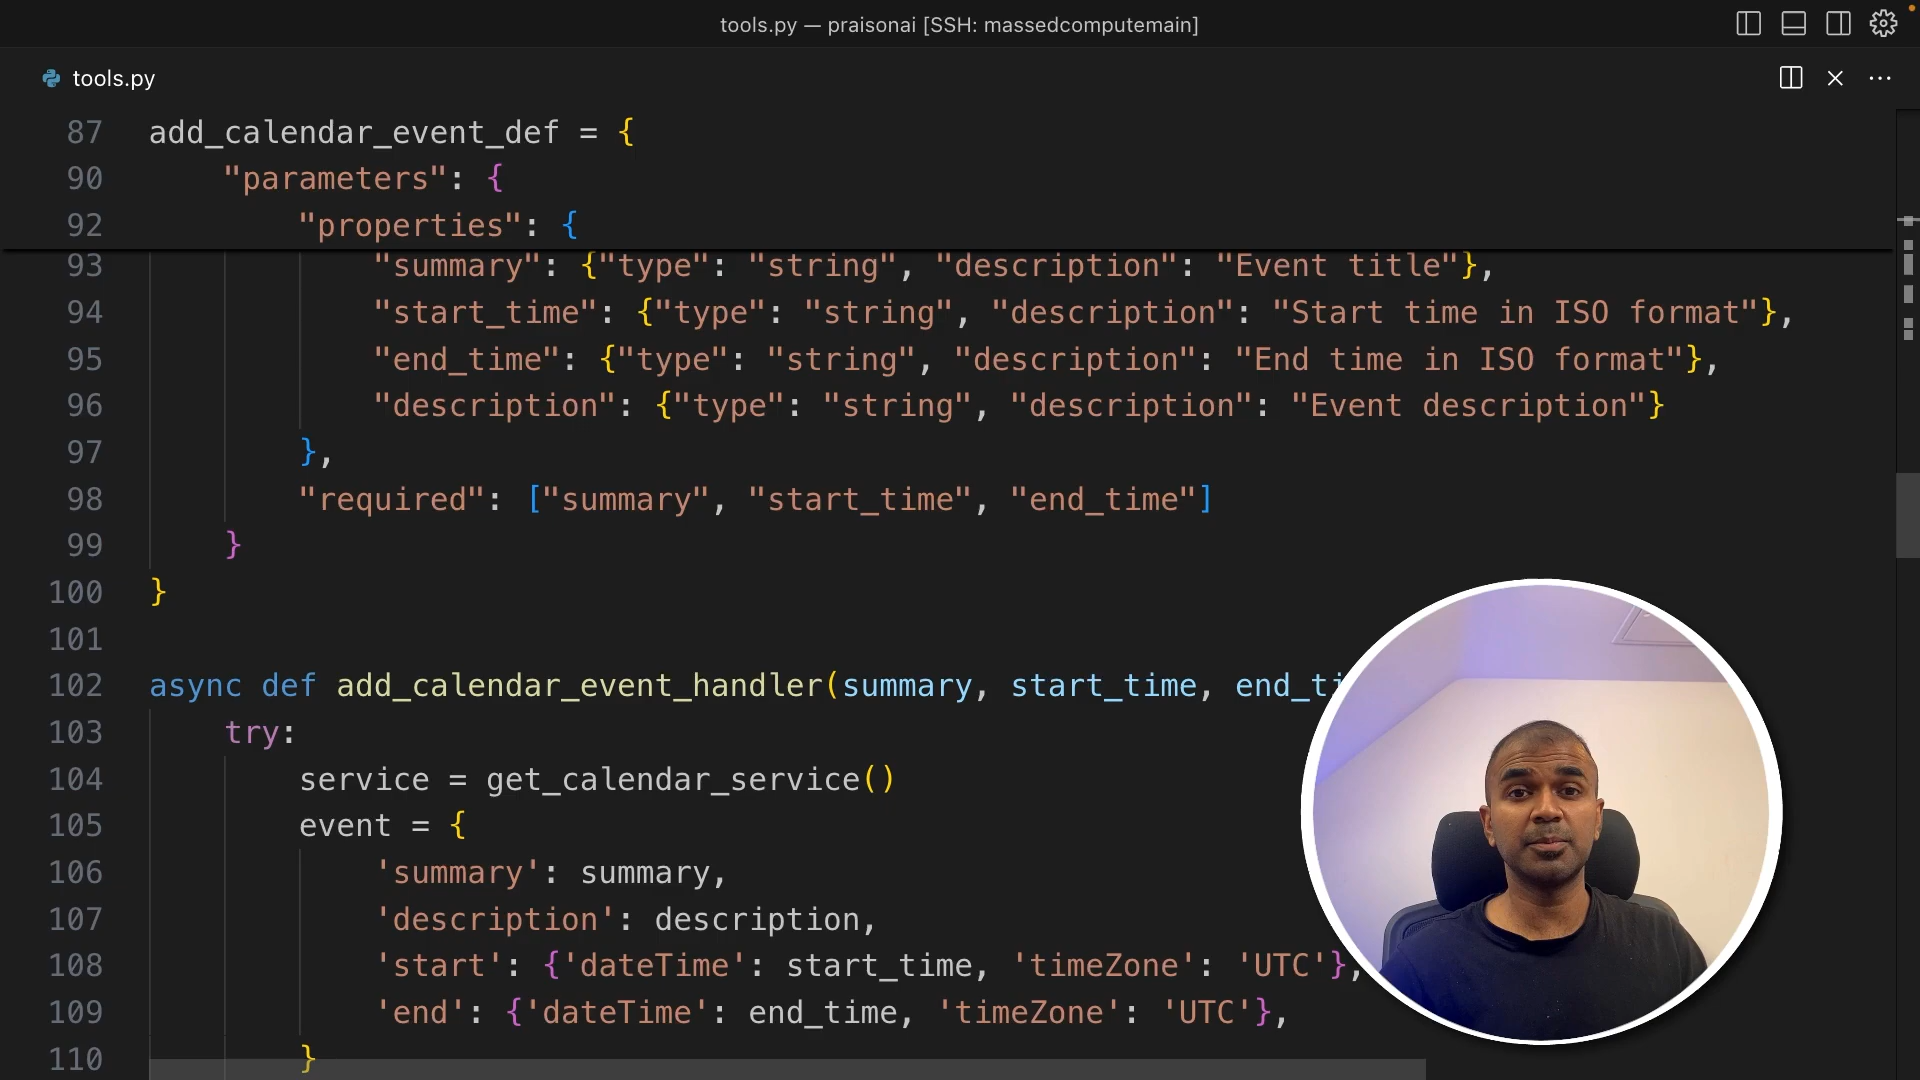 tools.py — praisonai [SSH: massedcomputemain]
tools.py
87 add_calendar_event_def = {
90 "parameters": {
92 "properties": {
93 "summary": {"type": "string", "description": "Event title"},
94 "start_time": {"type": "string", "description": "Start time in ISO format"},
95 "end_time": {"type": "string", "description": "End time in ISO format"},
96 "description": {"type": "string", "description": "Event description"}
97 },
98 "required": ["summary", "start_time", "end_time"]
99 }
100 }
101
102 async def add_calendar_event_handler(summary, start_time, end_ti
103 try:
104 service = get_calendar_service()
105 event = {
106 'summary': summary,
107 'description': description,
108 'start': {'dateTime': start_time, 'timeZone': 'UTC'},
109 'end': {'dateTime': end_time, 'timeZone': 'UTC'},
110 }